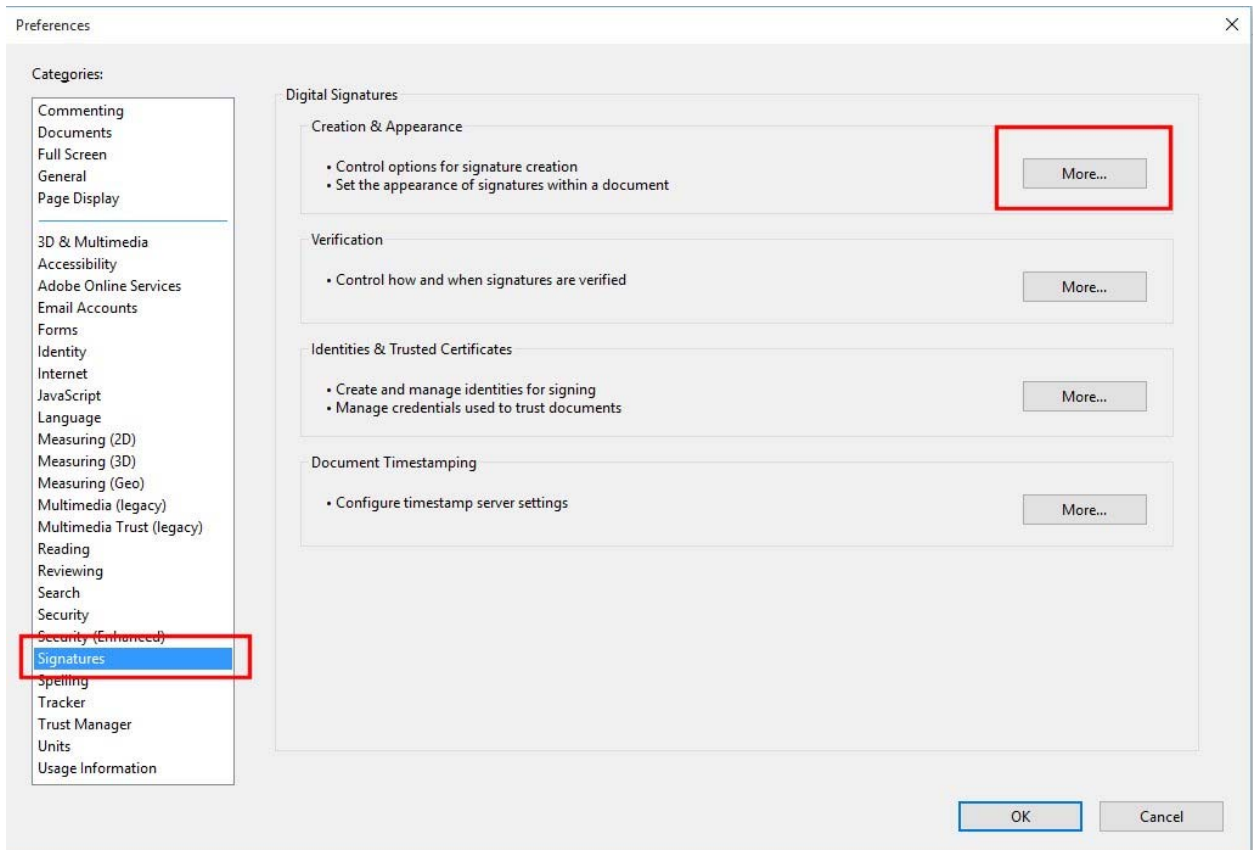 Preferences
Categories:
Commenting
Documents
Full Screen
General
Page Display
3D & Multimedia
Accessibility
Adobe Online Services
Email Accounts
Forms
Identity
Internet
JavaScript
Language
Measuring (2D)
Measuring (3D)
Measuring (Geo)
Multimedia (legacy)
Multimedia Trust (legacy)
Reading
Reviewing
Search
Security
Security (Enhanced)
Signatures
Spelling
Tracker
Trust Manager
Units
Usage Information
Digital Signatures
Creation & Appearance
• Control options for signature creation
• Set the appearance of signatures within a document
More...
Verification
• Control how and when signatures are verified
More...
Identities & Trusted Certificates
• Create and manage identities for signing
• Manage credentials used to trust documents
More...
Document Timestamping
• Configure timestamp server settings
More...
OK
Cancel